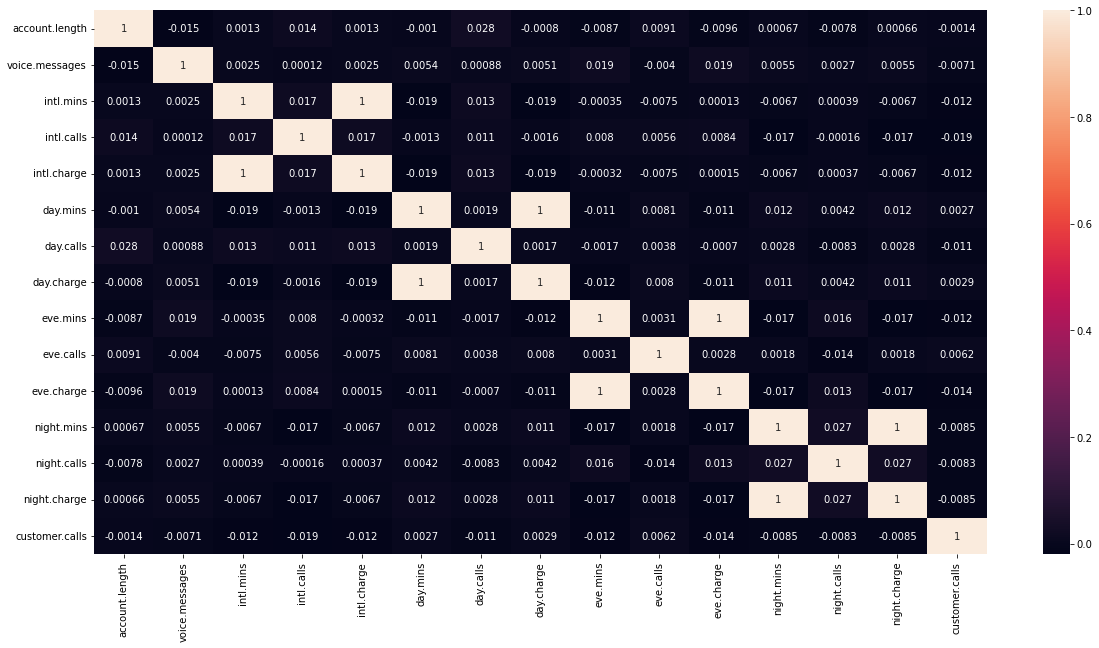 account.length 1 -0.015 0.0013 0.014 0.0013 -0.001 0.028 -0.0008 -0.0087 0.0091 -0.0096 0.00067 -0.0078 0.00066 -0.0014
voice.messages -0.015 1 0.0025 0.00012 0.0025 0.0054 0.00088 0.0051 0.019 -0.004 0.019 0.0055 0.0027 0.0055 -0.0071
intl.mins 0.0013 0.0025 1 0.017 1 -0.019 0.013 -0.019 -0.00035 -0.0075 0.00013 -0.0067 0.00039 -0.0067 -0.012
intl.calls 0.014 0.00012 0.017 1 0.017 -0.0013 0.011 -0.0016 0.008 0.0056 0.0084 -0.017 -0.00016 -0.017 -0.019
intl.charge 0.0013 0.0025 1 0.017 1 -0.019 0.013 -0.019 -0.00032 -0.0075 0.00015 -0.0067 0.00037 -0.0067 -0.012
day.mins -0.001 0.0054 -0.019 -0.0013 -0.019 1 0.0019 1 -0.011 0.0081 -0.011 0.012 0.0042 0.012 0.0027
day.calls 0.028 0.00088 0.013 0.011 0.013 0.0019 1 0.0017 -0.0017 0.0038 -0.0007 0.0028 -0.0083 0.0028 -0.011
day.charge -0.0008 0.0051 -0.019 -0.0016 -0.019 1 0.0017 1 -0.012 0.008 -0.011 0.011 0.0042 0.011 0.0029
eve.mins -0.0087 0.019 -0.00035 0.008 -0.00032 -0.011 -0.0017 -0.012 1 0.0031 1 -0.017 0.016 -0.017 -0.012
eve.calls 0.0091 -0.004 -0.0075 0.0056 -0.0075 0.0081 0.0038 0.008 0.0031 1 0.0028 0.0018 -0.014 0.0018 0.0062
eve.charge -0.0096 0.019 0.00013 0.0084 0.00015 -0.011 -0.0007 -0.011 1 0.0028 1 -0.017 0.013 -0.017 -0.014
night.mins 0.00067 0.0055 -0.0067 -0.017 -0.0067 0.012 0.0028 0.011 -0.017 0.0018 -0.017 1 0.027 1 -0.0085
night.calls -0.0078 0.0027 0.00039 -0.00016 0.00037 0.0042 -0.0083 0.0042 0.016 -0.014 0.013 0.027 1 0.027 -0.0083
night.charge 0.00066 0.0055 -0.0067 -0.017 -0.0067 0.012 0.0028 0.011 -0.017 0.0018 -0.017 1 0.027 1 -0.0085
customer.calls -0.0014 -0.0071 -0.012 -0.019 -0.012 0.0027 -0.011 0.0029 -0.012 0.0062 -0.014 -0.0085 -0.0083 -0.0085 1
account.length voice.messages intl.mins intl.calls intl.charge day.mins day.calls day.charge eve.mins eve.calls eve.charge night.mins night.calls night.charge customer.calls
1.0
0.8
0.6
0.4
0.2
0.0